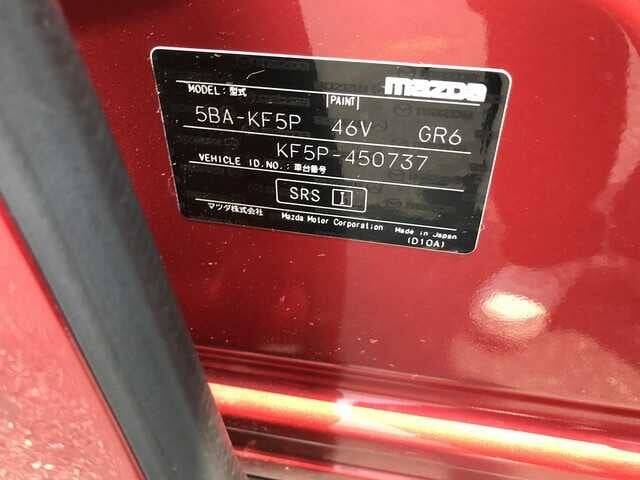 mazda
MODEL:型式 PAINT
5BA-KF5P 46V GR6
KF5P-450737
VEHICLE ID.NO.:車台番号
SRS I
マツダ株式会社 Mazda Motor Corporation Made in Japan
(D10A)